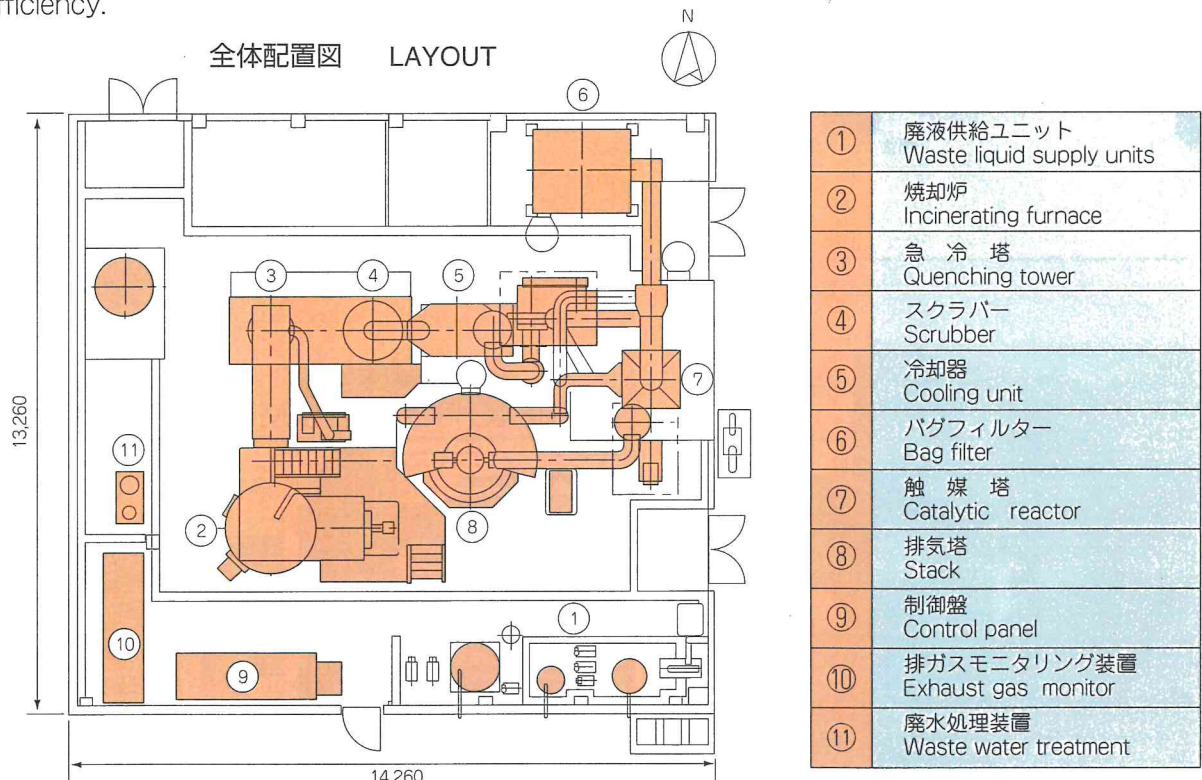 fficiency.
全体配置図 LAYOUT
N
⑥
③ ④ ⑤
⑦
⑪
②
⑧
①
⑩
⑨
13,260
14,260
① 廃液供給ユニット
Waste liquid supply units
② 焼却炉
Incinerating furnace
③ 急 冷 塔
Quenching tower
④ スクラバー
Scrubber
⑤ 冷却器
Cooling unit
⑥ バグフィルター
Bag filter
⑦ 触 媒 塔
Catalytic reactor
⑧ 排気塔
Stack
⑨ 制御盤
Control panel
⑩ 排ガスモニタリング装置
Exhaust gas monitor
⑪ 廃水処理装置
Waste water treatment